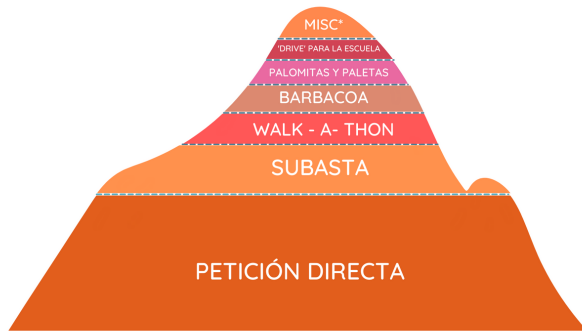 MISC*
'DRIVE' PARA LA ESCUELA
PALOMITAS Y PALETAS
BARBACOA
WALK - A- THON
SUBASTA
PETICIÓN DIRECTA